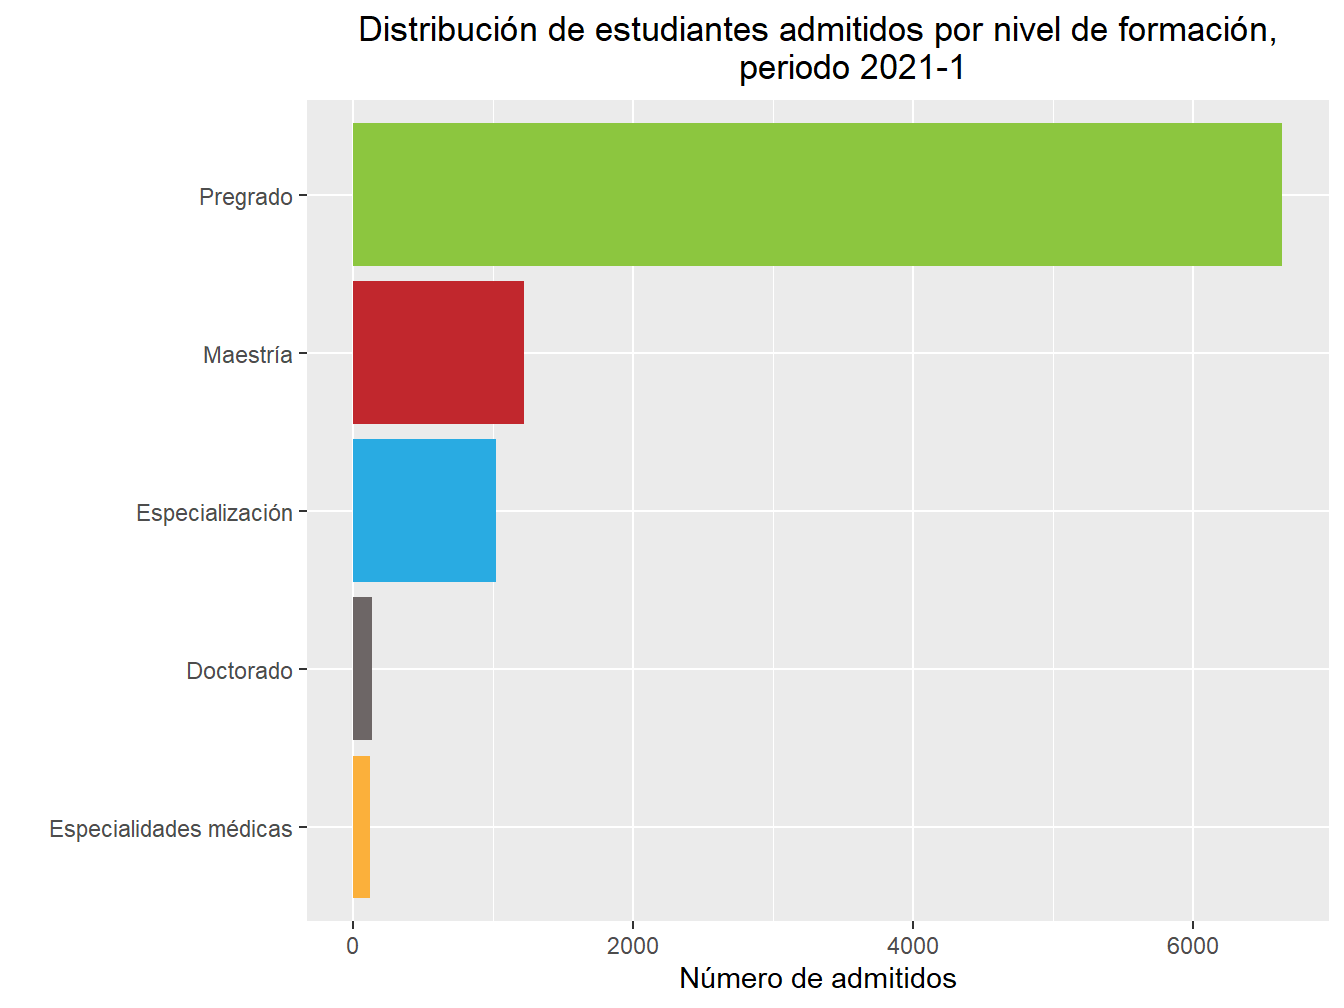 Distribución de estudiantes admitidos por nivel de formación,
periodo 2021-1
Pregrado
Maestría
Especialización
Doctorado
Especialidades médicas
0 2000 4000 6000
Número de admitidos